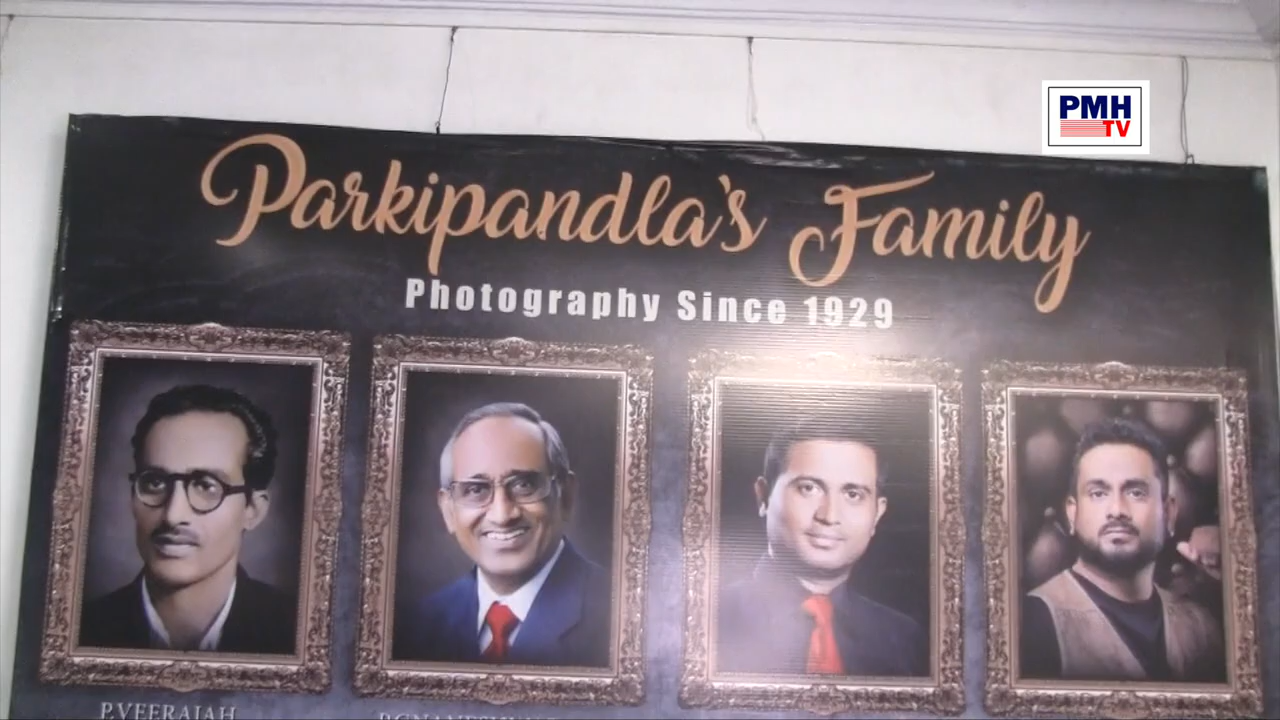 PMH
TV
Parkipandla's Family
Photography Since 1929
P.VEERAIAH